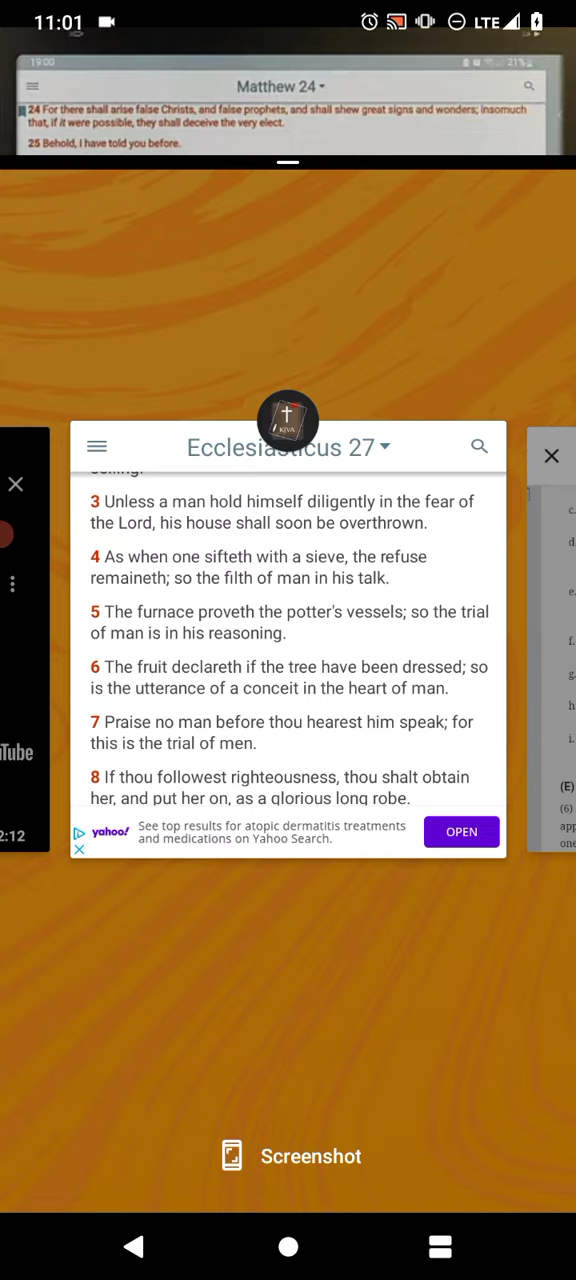 11:01
LTE
19:00
21%
Matthew 24
24 For there shall arise false Christs, and false prophets, and shall shew great signs and wonders; insomuch
that, if it were possible, they shall deceive the very elect.
25 Behold, I have told you before.
KJVA
Ecclesiasticus 27
3 Unless a man hold himself diligently in the fear of
the Lord, his house shall soon be overthrown.
4 As when one sifteth with a sieve, the refuse
remaineth; so the filth of man in his talk.
5 The furnace proveth the potter's vessels; so the trial
of man is in his reasoning.
6 The fruit declareth if the tree have been dressed; so
is the utterance of a conceit in the heart of man.
7 Praise no man before thou hearest him speak; for
this is the trial of men.
8 If thou followest righteousness, thou shalt obtain
her, and put her on, as a glorious long robe.
yahoo!
See top results for atopic dermatitis treatments
and medications on Yahoo Search.
OPEN
Tube
2:12
c.
d.
e.
f.
g.
h
i.
(E)
(6)
app
one
Screenshot